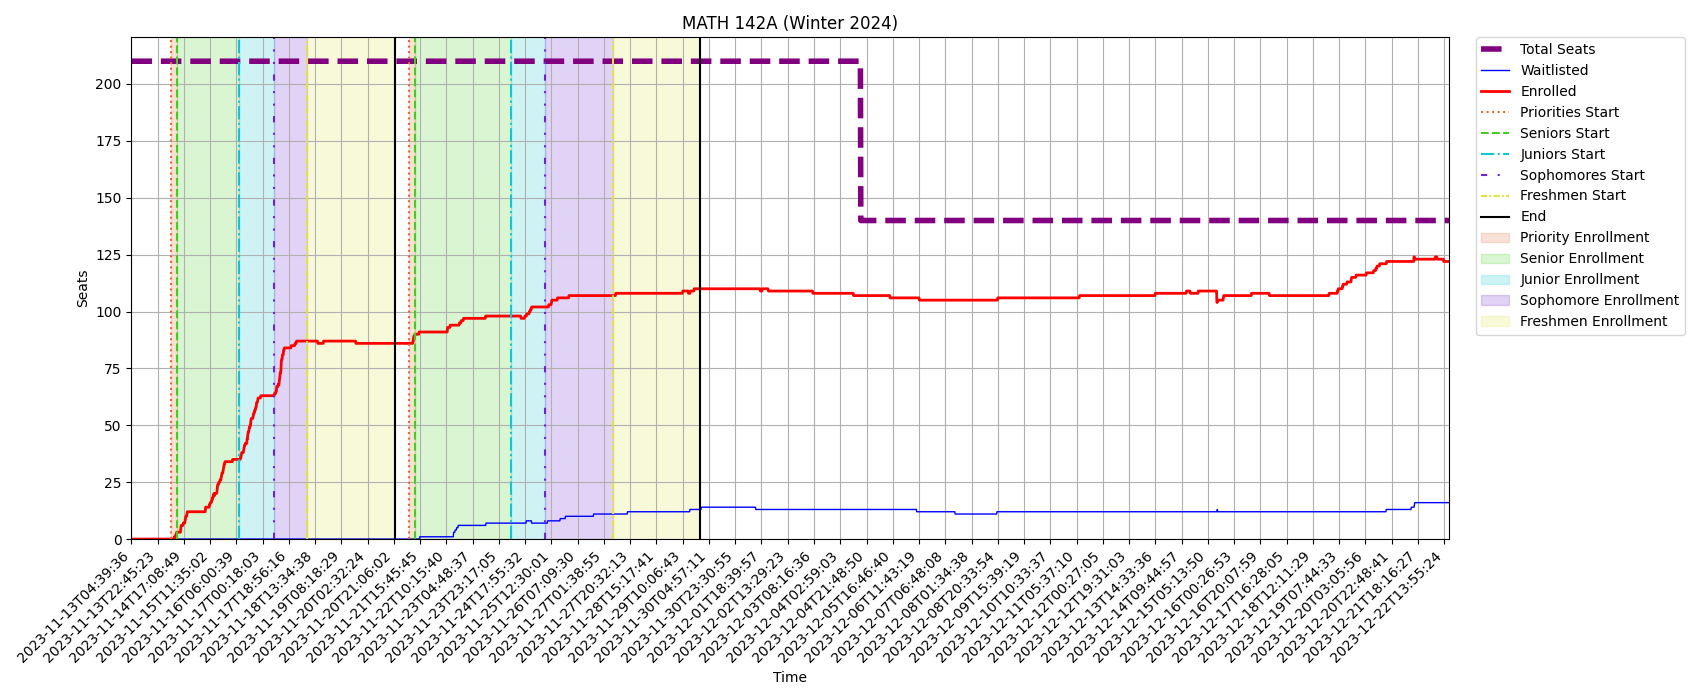 MATH 142A (Winter 2024)
Seats
200
175
150
125
100
75
50
25
0
2023-11-13T04:39:36
2023-11-13T22:45:23
2023-11-14T17:08:49
2023-11-15T11:35:02
2023-11-16T06:00:39
2023-11-17T00:18:03
2023-11-17T18:56:16
2023-11-18T13:34:38
2023-11-19T08:18:29
2023-11-20T02:32:24
2023-11-20T21:06:02
2023-11-21T15:45:45
2023-11-22T10:15:40
2023-11-23T04:48:37
2023-11-23T23:17:05
2023-11-24T17:55:32
2023-11-25T12:30:01
2023-11-26T07:09:30
2023-11-27T01:38:55
2023-11-27T20:32:13
2023-11-28T15:17:41
2023-11-29T10:06:43
2023-11-30T04:57:11
2023-11-30T23:30:55
2023-12-01T18:39:57
2023-12-02T13:29:23
2023-12-03T08:16:36
2023-12-04T02:59:03
2023-12-04T21:48:50
2023-12-05T16:46:40
2023-12-06T11:43:19
2023-12-07T06:48:08
2023-12-08T01:34:38
2023-12-08T20:33:54
2023-12-09T15:39:19
2023-12-10T10:33:37
2023-12-11T05:37:10
2023-12-12T00:27:05
2023-12-12T19:31:03
2023-12-13T14:33:36
2023-12-14T09:44:57
2023-12-15T05:13:50
2023-12-16T00:26:53
2023-12-16T20:07:59
2023-12-17T16:28:05
2023-12-18T12:11:29
2023-12-19T07:44:33
2023-12-20T03:05:56
2023-12-20T22:48:41
2023-12-21T18:16:27
2023-12-22T13:55:24
Time
Total Seats
Waitlisted
Enrolled
Priorities Start
Seniors Start
Juniors Start
Sophomores Start
Freshmen Start
End
Priority Enrollment
Senior Enrollment
Junior Enrollment
Sophomore Enrollment
Freshmen Enrollment